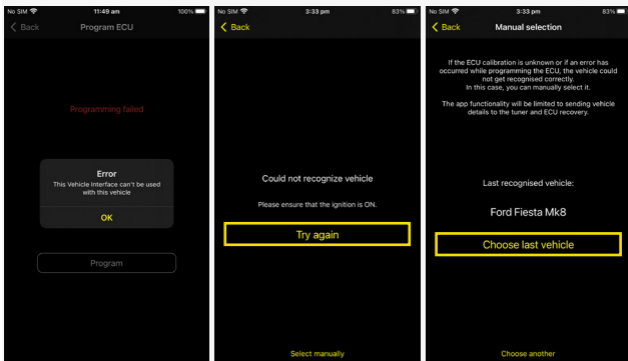 No SIM 11:49 am 100%
Back Program ECU
Programming failed
Error
This Vehicle Interface can't be used
with this vehicle
OK
Program
No SIM 3:33 pm 83%
Back
Could not recognize vehicle
Please ensure that the ignition is ON.
Try again
Select manually
No SIM 3:33 pm 83%
Back Manual selection
If the ECU calibration is unknown or if an error has
occurred while programming the ECU, the vehicle could
not get recognised correctly.
In this case, you can manually select it.
The app functionality will be limited to sending vehicle
details to the tuner and ECU recovery.
Last recognised vehicle:
Ford Fiesta Mk8
Choose last vehicle
Choose another